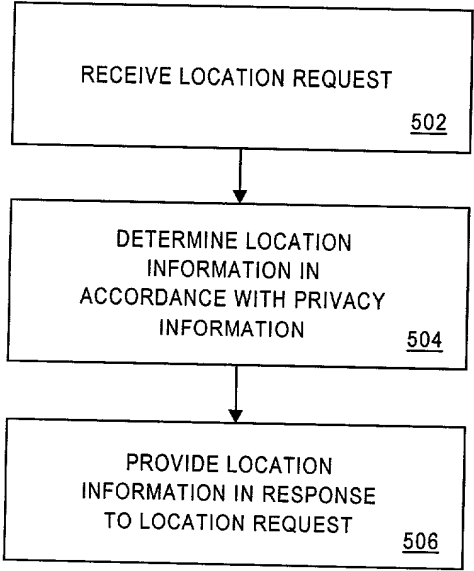 RECEIVE LOCATION REQUEST
502
DETERMINE LOCATION
INFORMATION IN
ACCORDANCE WITH PRIVACY
INFORMATION
504
PROVIDE LOCATION
INFORMATION IN RESPONSE
TO LOCATION REQUEST
506